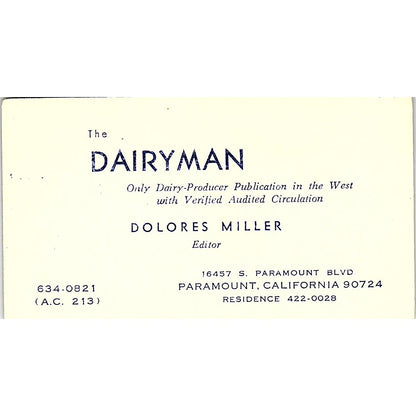 The
DAIRYMAN
Only Dairy-Producer Publication in the West
with Verified Audited Circulation
DOLORES MILLER
Editor
634-0821
(A.C. 213)
16457 S. PARAMOUNT BLVD
PARAMOUNT, CALIFORNIA 90724
RESIDENCE 422-0028